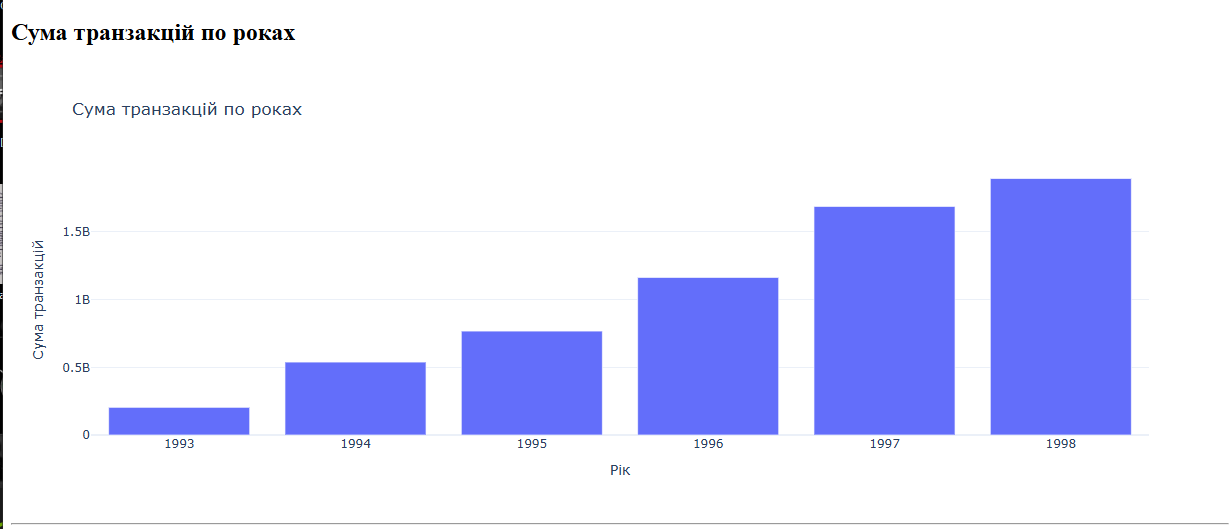 Сума транзакцій по роках
Сума транзакцій по роках
Сума транзакцій
1.5B
1B
0.5B
0
1993 1994 1995 1996 1997 1998
Рік